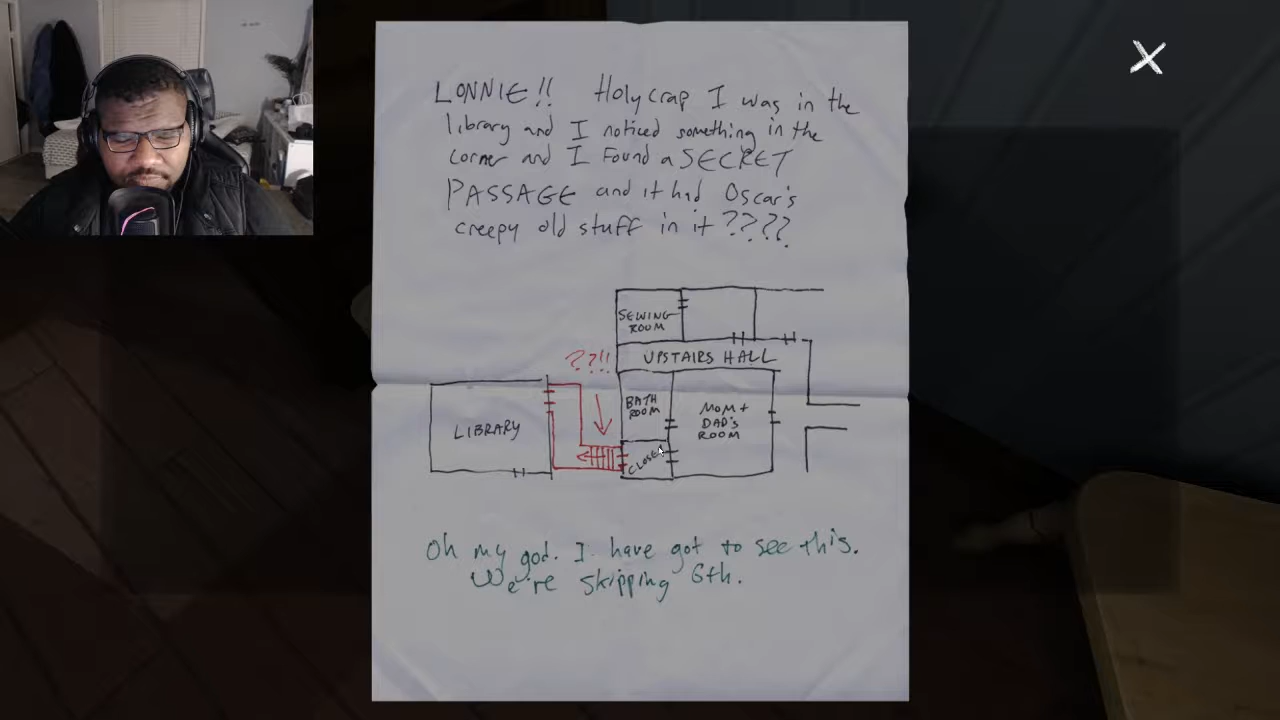 LONNIE!! Holy crap I was in the
library and I noticed something in the
corner and I found a SECRET
PASSAGE and it had Oscar's
creepy old stuff in it????
SEWING
ROOM
UPSTAIRS HALL
??!!
BATH
ROOM
MOM +
DAD'S
ROOM
LIBRARY
CLOSET
Oh my god. I have got to see this.
We're skipping 6th.